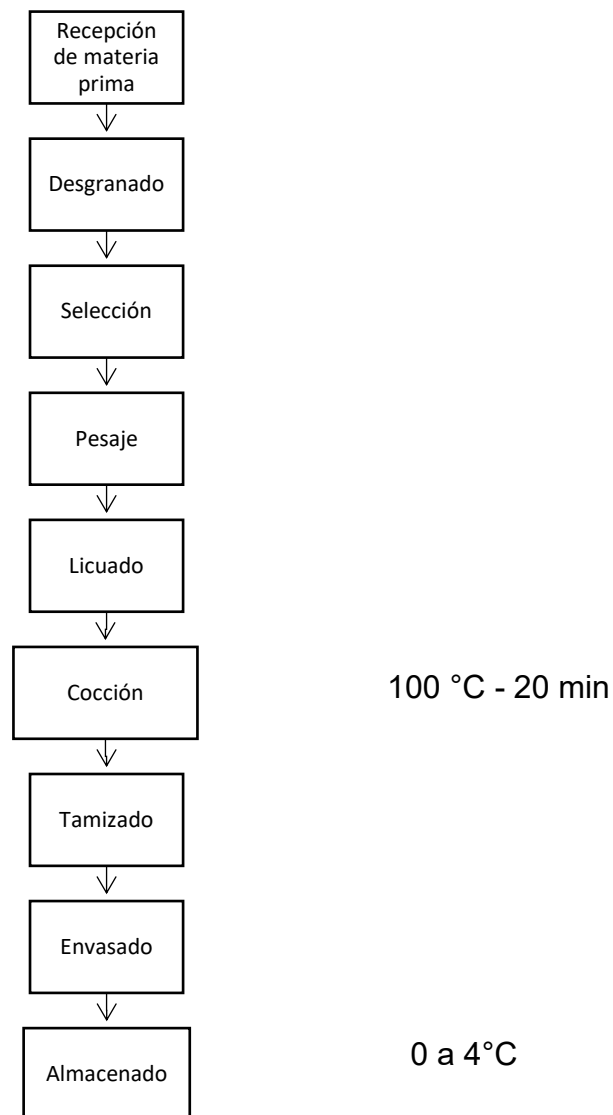 Recepción
de materia
prima
Desgranado
Selección
Pesaje
Licuado
Cocción
100 °C - 20 min
Tamizado
Envasado
Almacenado
0 a 4°C